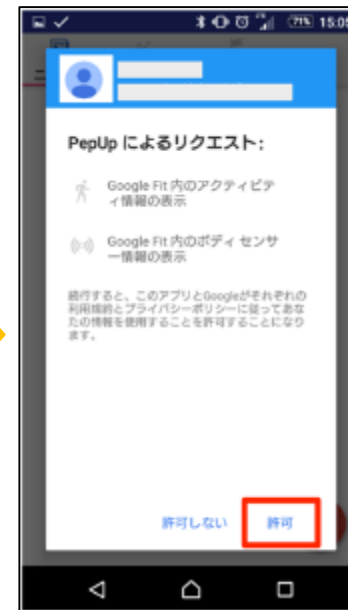 71% 15:05
PepUp によるリクエスト:
Google Fit 内のアクティビテ
ィ情報の表示
Google Fit 内のボディ センサ
ー情報の表示
続行すると、このアプリとGoogleがそれぞれの
利用規約とプライバシーポリシーに従ってあな
たの情報を使用することを許可することになり
ます。
許可しない 許可